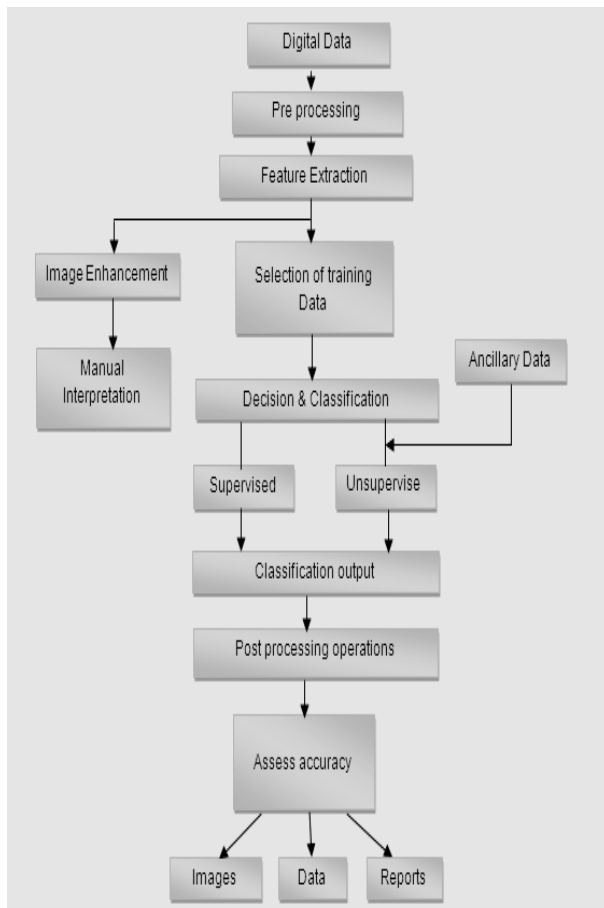 Digital Data
Pre processing
Feature Extraction
Image Enhancement
Selection of training
Data
Manual
Interpretation
Ancillary Data
Decision & Classification
Supervised
Unsupervise
Classification output
Post processing operations
Assess accuracy
Images
Data
Reports